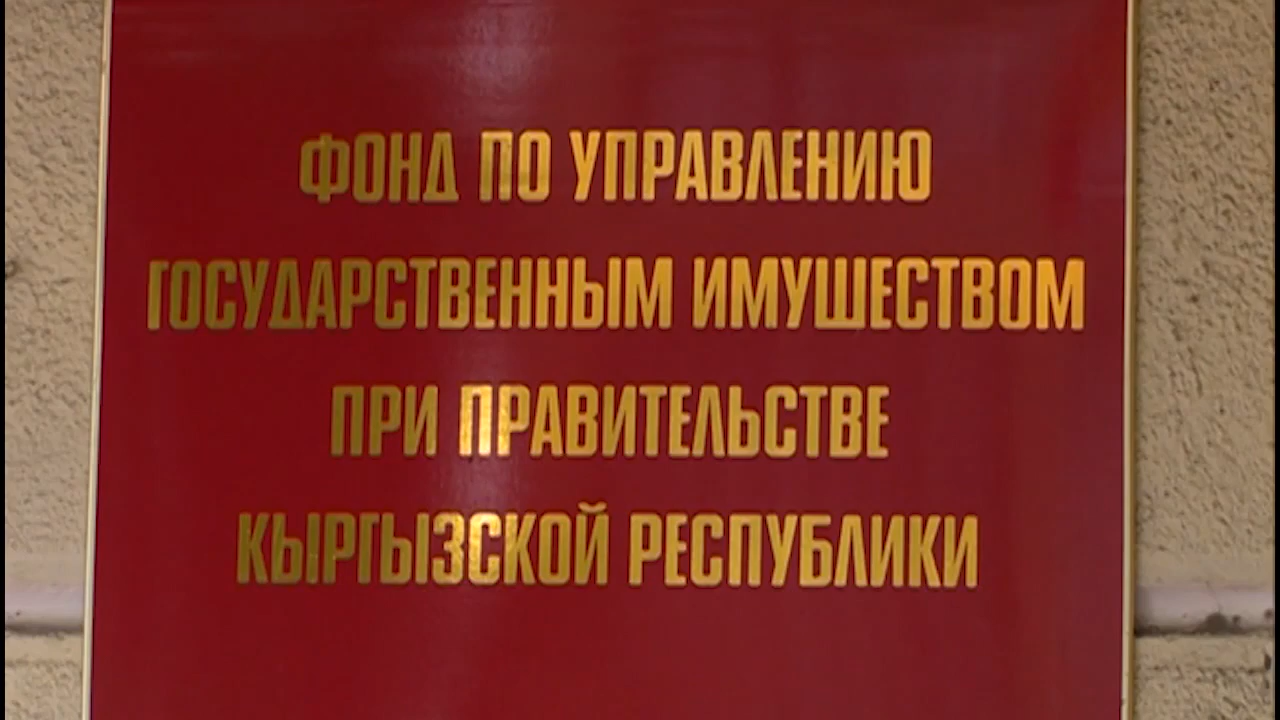 ФОНД ПО УПРАВЛЕНИЮ
ГОСУДАРСТВЕННЫМ ИМУЩЕСТВОМ
ПРИ ПРАВИТЕЛЬСТВЕ
КЫРГЫЗСКОЙ РЕСПУБЛИКИ